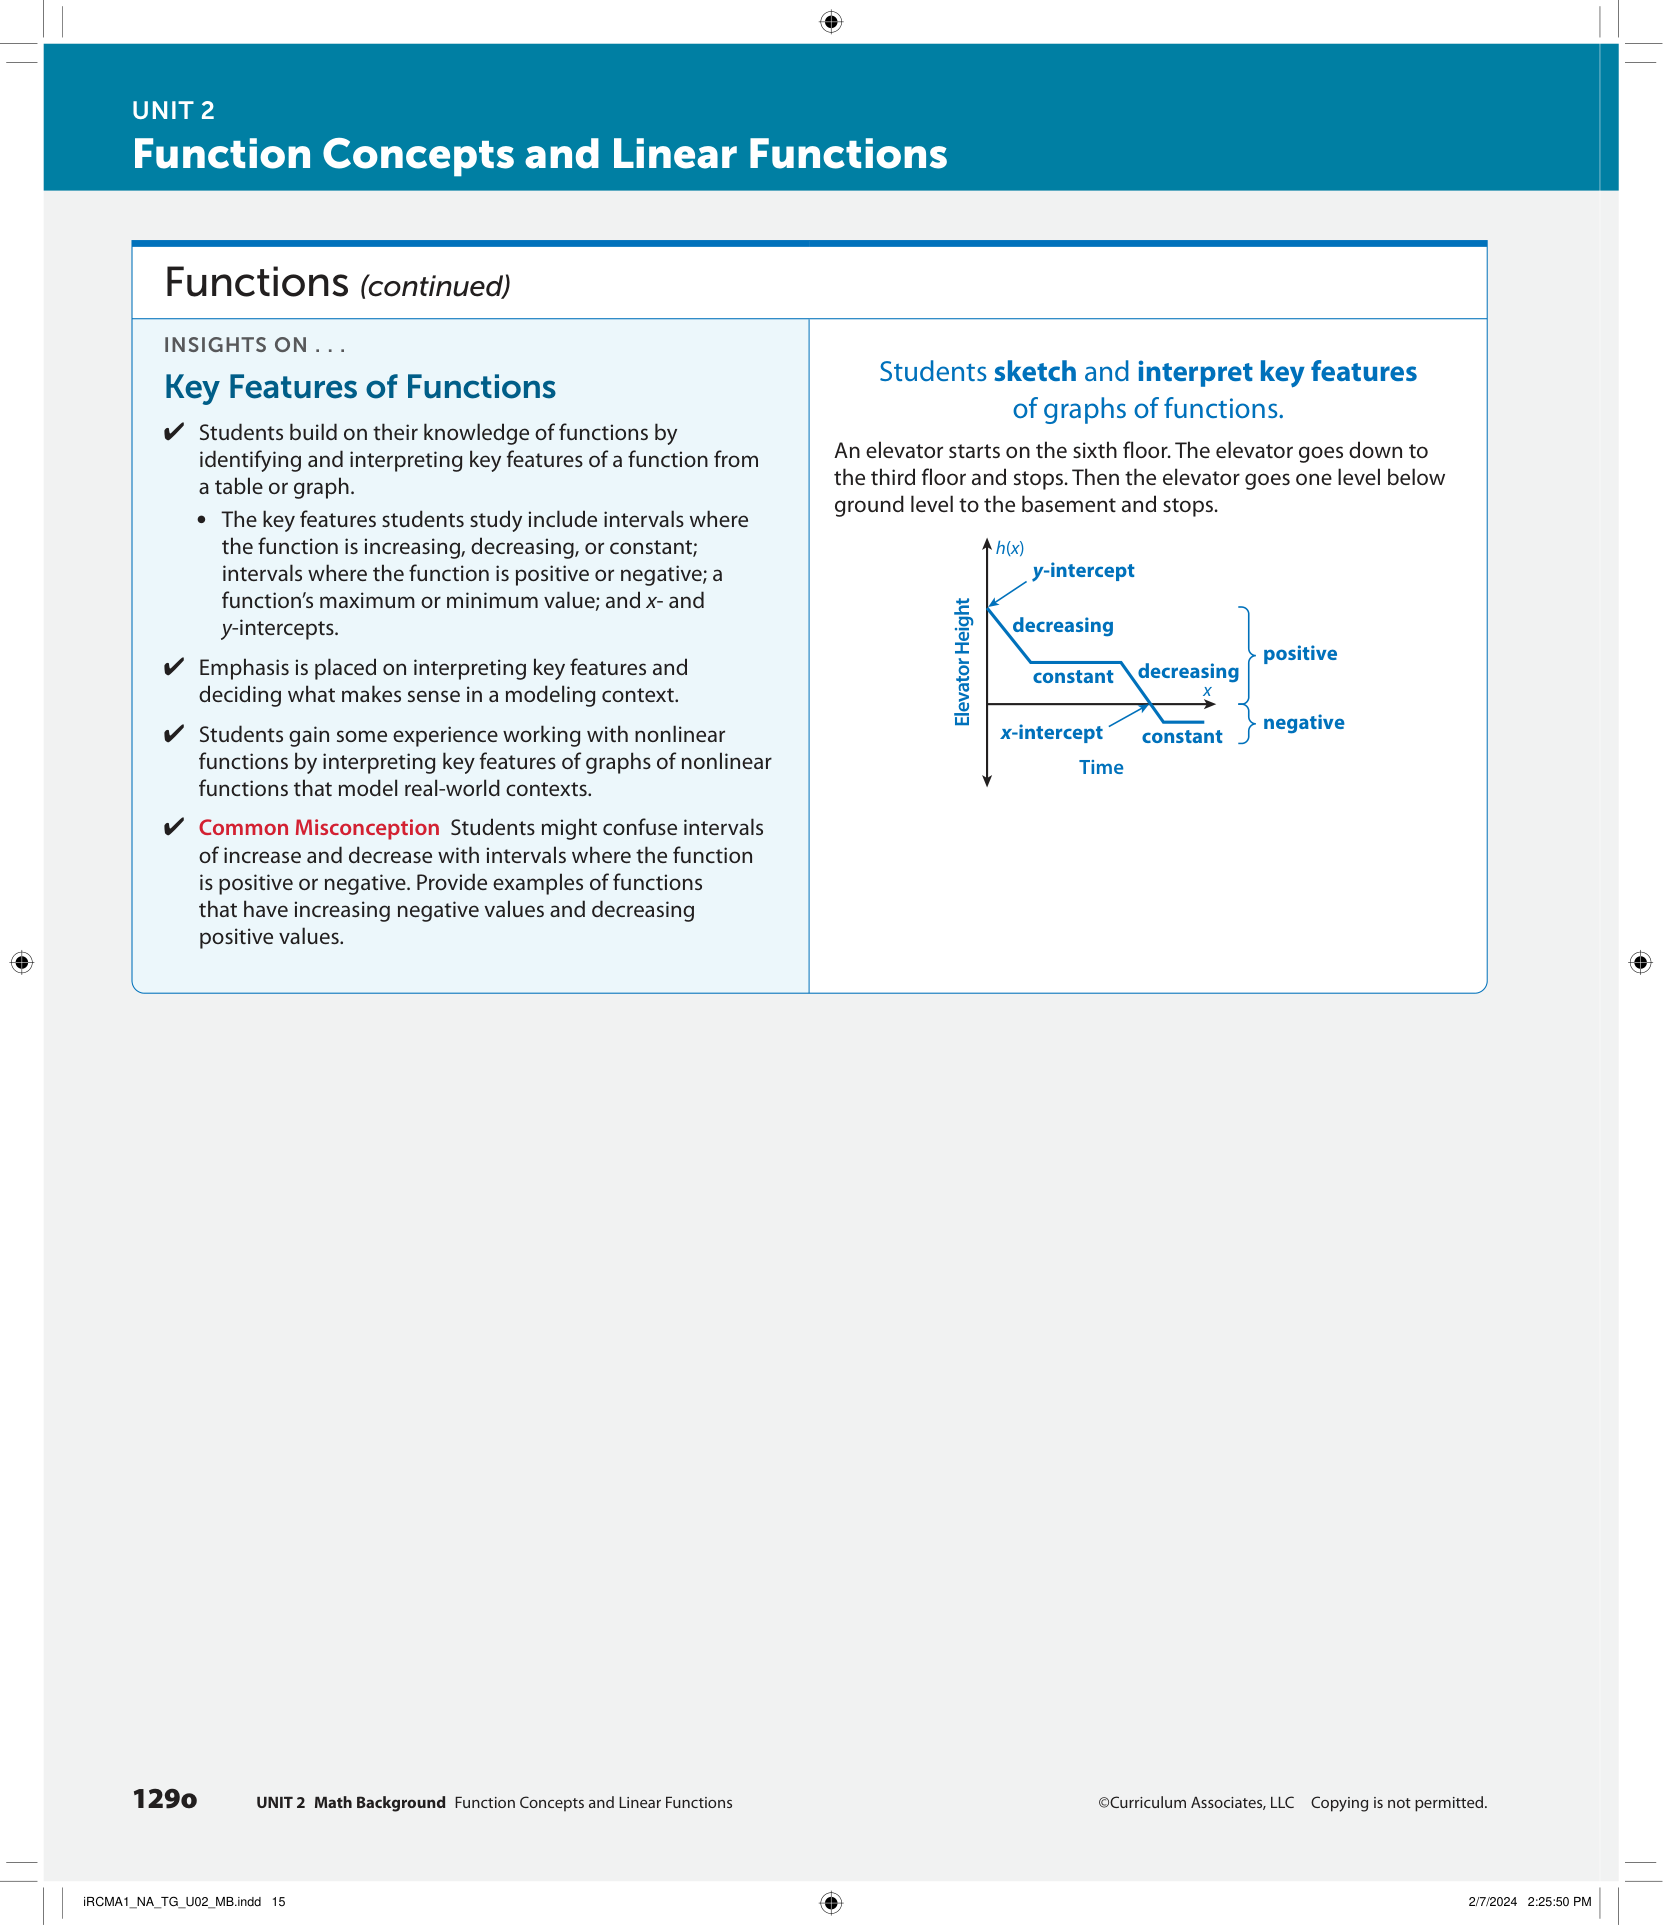 UNIT 2
Function Concepts and Linear Functions
Functions (continued)
INSIGHTS ON . . .
Key Features of Functions
✔ Students build on their knowledge of functions by
identifying and interpreting key features of a function from
a table or graph.
• The key features students study include intervals where
the function is increasing, decreasing, or constant;
intervals where the function is positive or negative; a
function’s maximum or minimum value; and x- and
y-intercepts.
✔ Emphasis is placed on interpreting key features and
deciding what makes sense in a modeling context.
✔ Students gain some experience working with nonlinear
functions by interpreting key features of graphs of nonlinear
functions that model real-world contexts.
✔ Common Misconception Students might confuse intervals
of increase and decrease with intervals where the function
is positive or negative. Provide examples of functions
that have increasing negative values and decreasing
positive values.
Students sketch and interpret key features
of graphs of functions.
An elevator starts on the sixth floor. The elevator goes down to
the third floor and stops. Then the elevator goes one level below
ground level to the basement and stops.
h(x)
y-intercept
Elevator Height
decreasing
positive
constant
decreasing
x
negative
x-intercept
constant
Time
129o
UNIT 2 Math Background Function Concepts and Linear Functions
©Curriculum Associates, LLC Copying is not permitted.
iRCMA1_NA_TG_U02_MB.indd 15
2/7/2024 2:25:50 PM